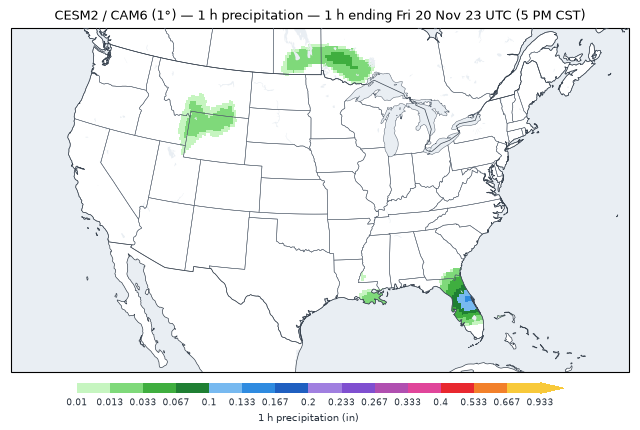 CESM2 / CAM6 (1°) — 1 h precipitation — 1 h ending Fri 20 Nov 23 UTC (5 PM CST)
0.01 0.013 0.033 0.067 0.1 0.133 0.167 0.2 0.233 0.267 0.333 0.4 0.533 0.667 0.933
1 h precipitation (in)